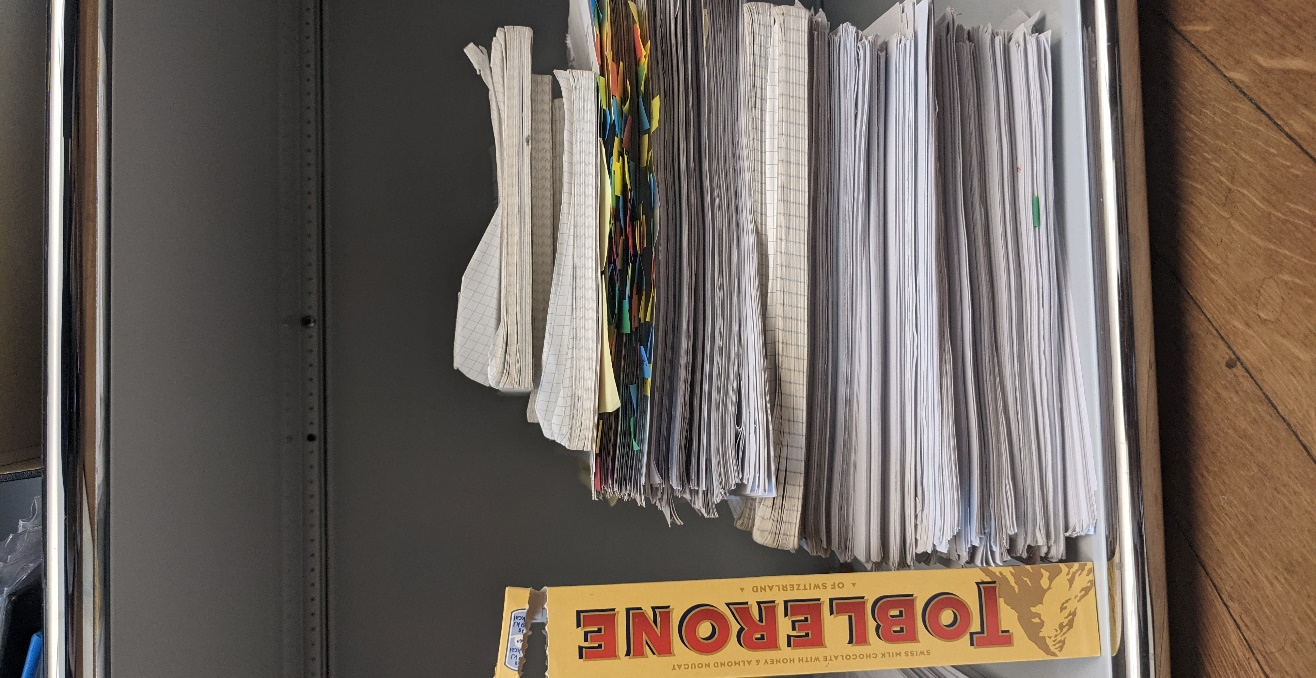 SWISS MILK CHOCOLATE WITH HONEY & ALMOND NOUGAT
TOBLERONE
OF SWITZERLAND